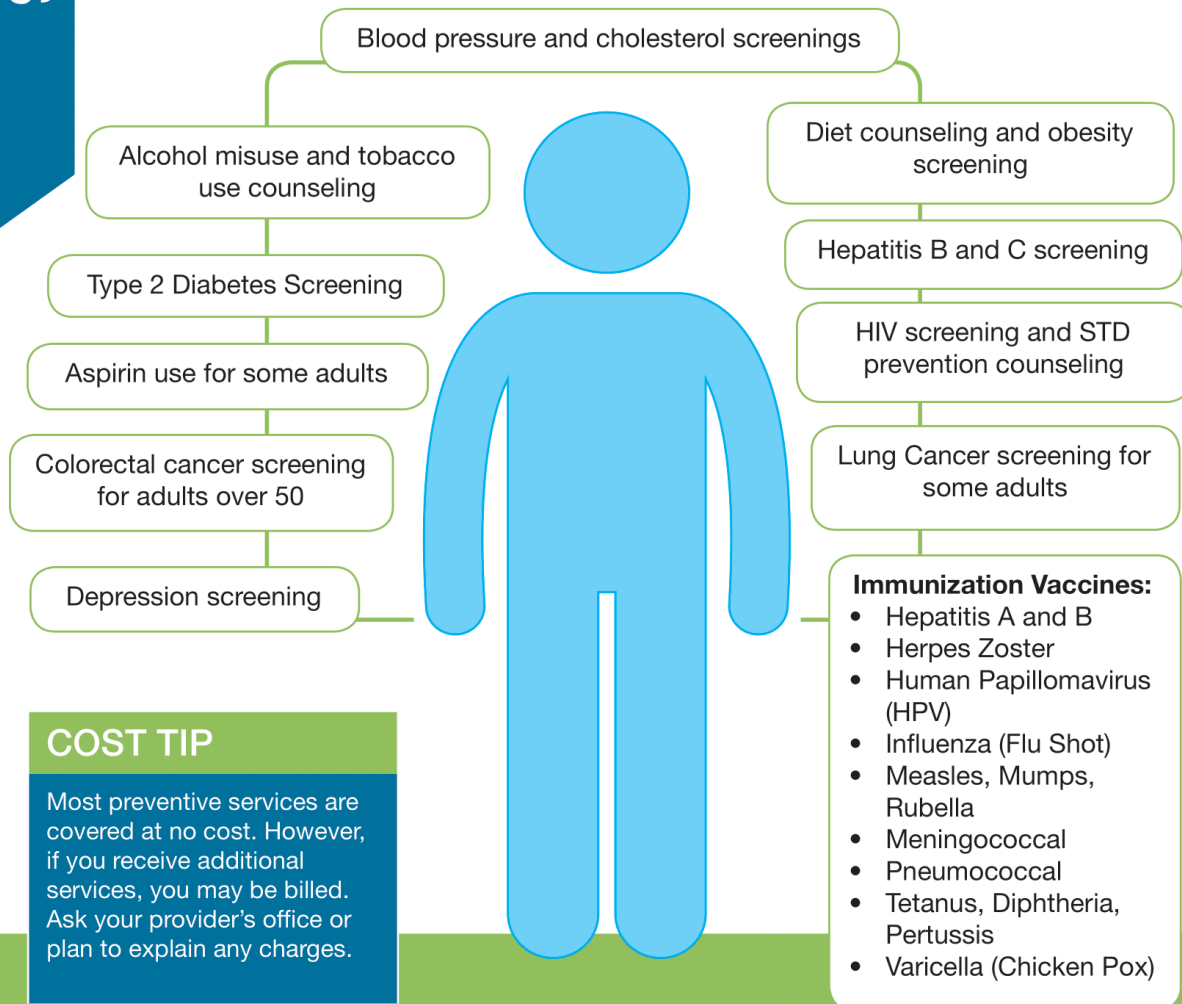 Blood pressure and cholesterol screenings
Alcohol misuse and tobacco
use counseling
Type 2 Diabetes Screening
Aspirin use for some adults
Colorectal cancer screening
for adults over 50
Depression screening
Diet counseling and obesity
screening
Hepatitis B and C screening
HIV screening and STD
prevention counseling
Lung Cancer screening for
some adults
Immunization Vaccines:
• Hepatitis A and B
• Herpes Zoster
• Human Papillomavirus
(HPV)
• Influenza (Flu Shot)
• Measles, Mumps,
Rubella
• Meningococcal
• Pneumococcal
• Tetanus, Diphtheria,
Pertussis
• Varicella (Chicken Pox)
COST TIP
Most preventive services are
covered at no cost. However,
if you receive additional
services, you may be billed.
Ask your provider’s office or
plan to explain any charges.